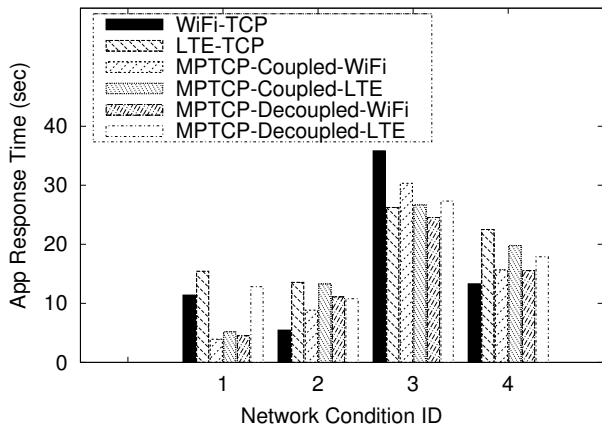 WiFi-TCP
LTE-TCP
MPTCP-Coupled-WiFi
MPTCP-Coupled-LTE
MPTCP-Decoupled-WiFi
MPTCP-Decoupled-LTE
App Response Time (sec)
40
30
20
10
0
1 2 3 4
Network Condition ID